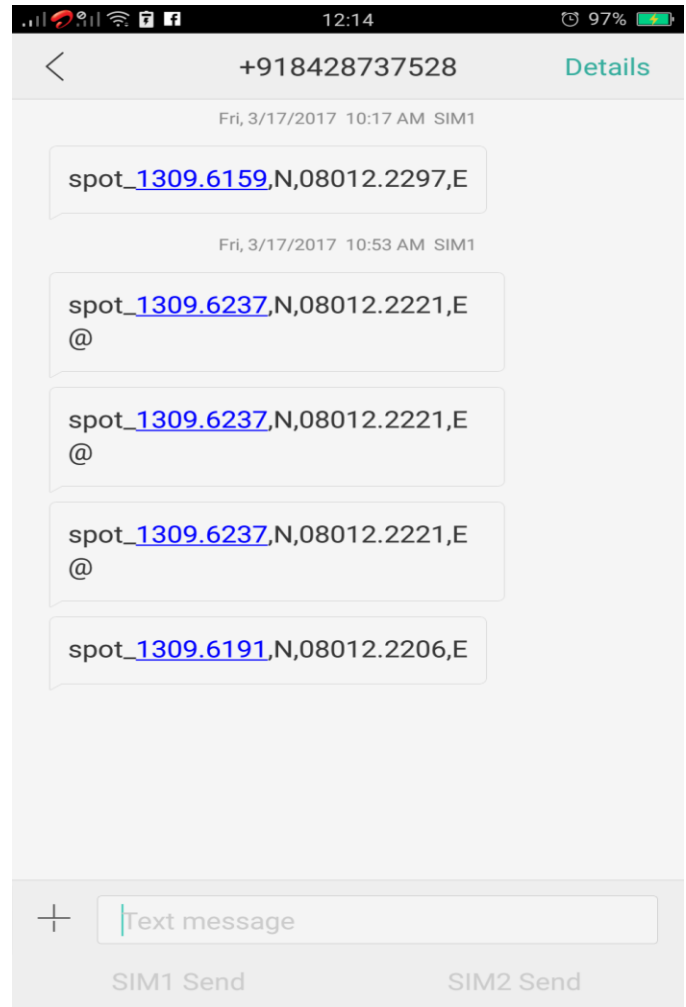 12:14 97%
+918428737528 Details
Fri, 3/17/2017 10:17 AM SIM1
spot_1309.6159,N,08012.2297,E
Fri, 3/17/2017 10:53 AM SIM1
spot_1309.6237,N,08012.2221,E
@
spot_1309.6237,N,08012.2221,E
@
spot_1309.6237,N,08012.2221,E
@
spot_1309.6191,N,08012.2206,E
Text message
SIM1 Send SIM2 Send